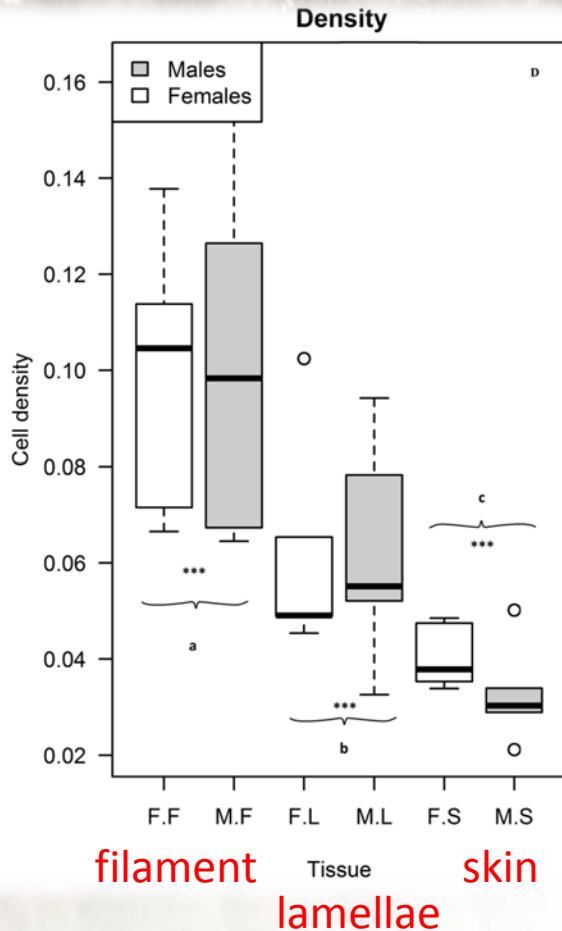 Density
Males
Females
D
0.16
0.14
0.12
0.10
0.08
0.06
0.04
0.02
Cell density
c
***
***
a
***
b
F.F M.F F.L M.L F.S M.S
filament Tissue skin
lamellae